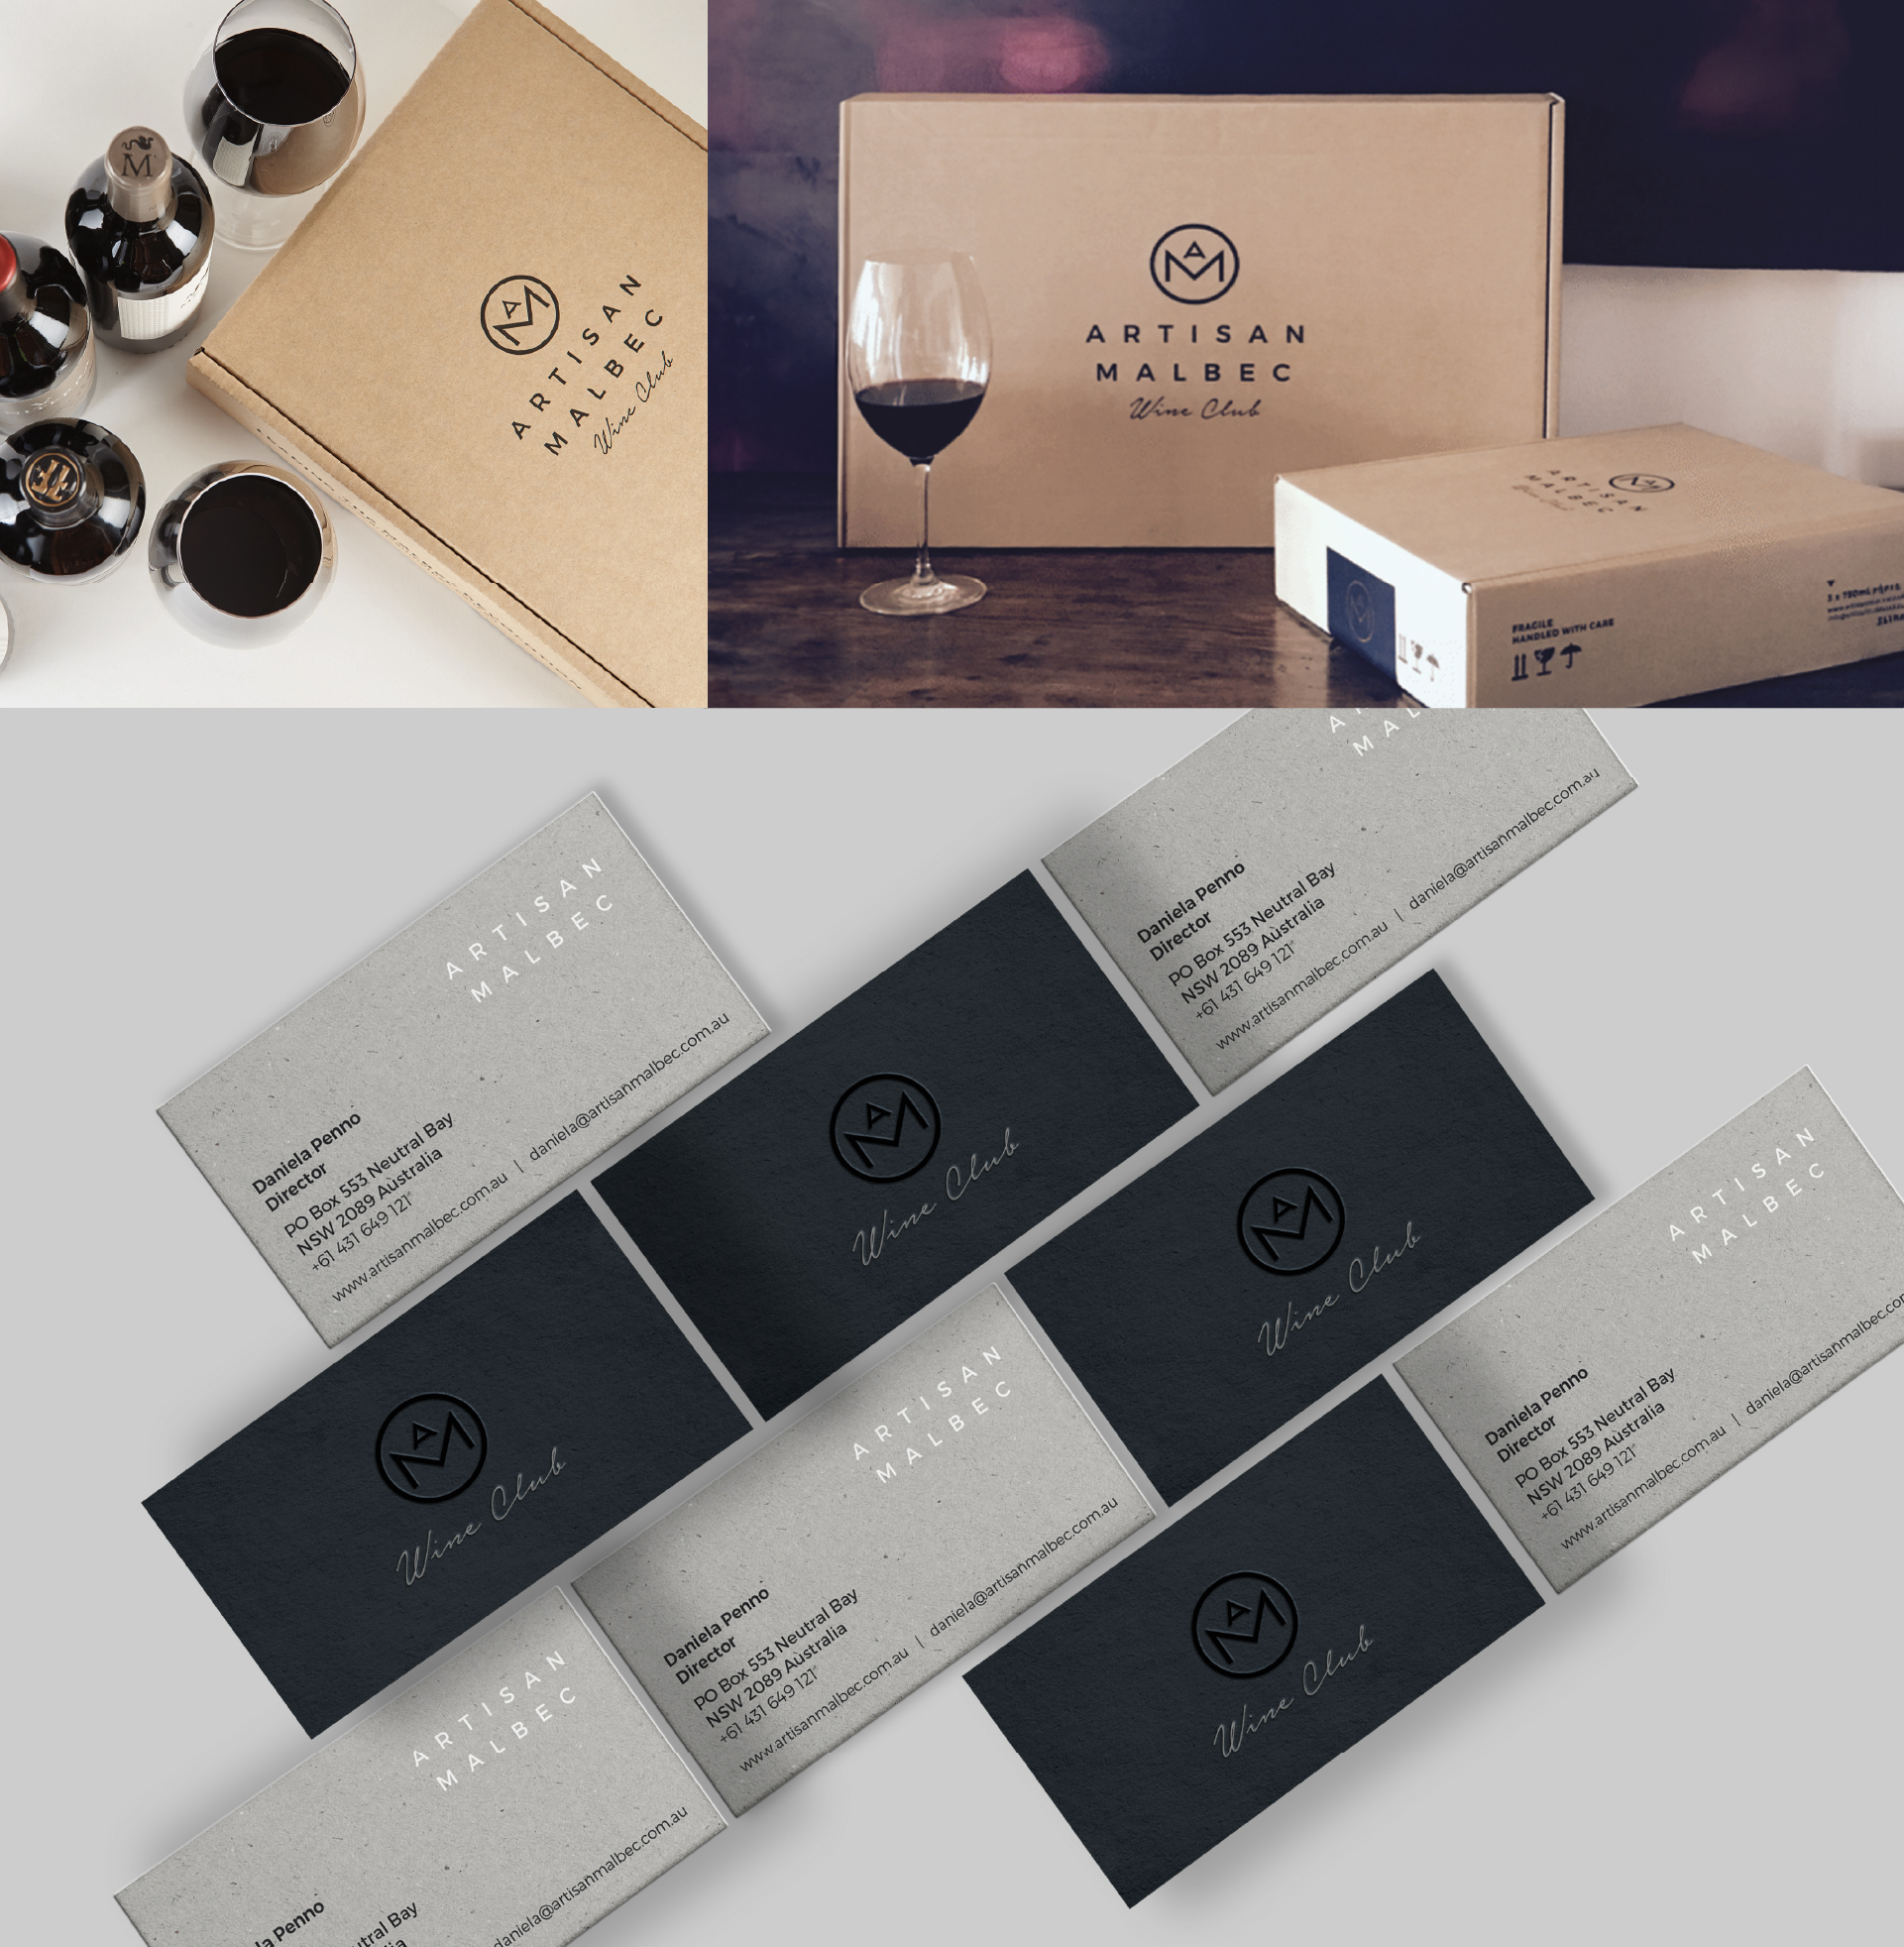 M
ARTISAN
MALBEC
Wine Club
ARTISAN
MALBEC
Wine Club
ARTISAN
MALBEC
FRAGILE
HANDLED WITH CARE
ARTISAN
MALBEC
Daniela Penno
Director
PO Box 553 Neutral Bay
NSW 2089 Australia
+61 431 649 121
www.artisanmalbec.com.au | daniela@artisanmalbec.com.au
MAL
Daniela Penno
Director
PO Box 553 Neutral Bay
NSW 2089 Australia
+61 431 649 121
www.artisanmalbec.com.au | daniela@artisanmalbec.com.au
Wine Club
Wine Club
ARTISAN
MALBEC
Daniela Penno
Director
PO Box 553 Neutral Bay
NSW 2089 Australia
+61 431 649 121
www.artisanmalbec.com.au | daniela@artisanmalbec.com
Wine Club
ARTISAN
MALBEC
Daniela Penno
Director
PO Box 553 Neutral Bay
NSW 2089 Australia
+61 431 649 121
www.artisanmalbec.com.au | daniela@artisanmalbec.com.au
Wine Club
ARTISAN
MALBEC
Penno
daniela@artisanmalbec.com.au